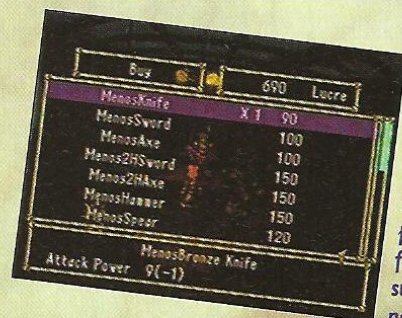 Buy 690 Lucre
MenosKnife X 1 90
MenosSword 100
MenosAxe 100
Menos2HSword 150
Menos2HAxe 150
MenosHammer 150
MenosSpear 120
MenosBronze Knife
Attack Power 9(-1)